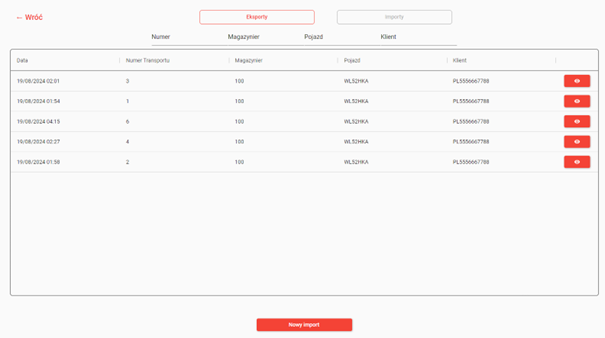 ← Wróć
Eksporty
Importy
Numer Magazynier Pojazd Klient
Data Numer Transportu Magazynier Pojazd Klient
19/08/2024 02:01 3 100 WL52HKA PL5556667788
19/08/2024 01:54 1 100 WL52HKA PL5556667788
19/08/2024 04:15 6 100 WL52HKA PL5556667788
19/08/2024 02:27 4 100 WL52HKA PL5556667788
19/08/2024 01:58 2 100 WL52HKA PL5556667788
Nowy import